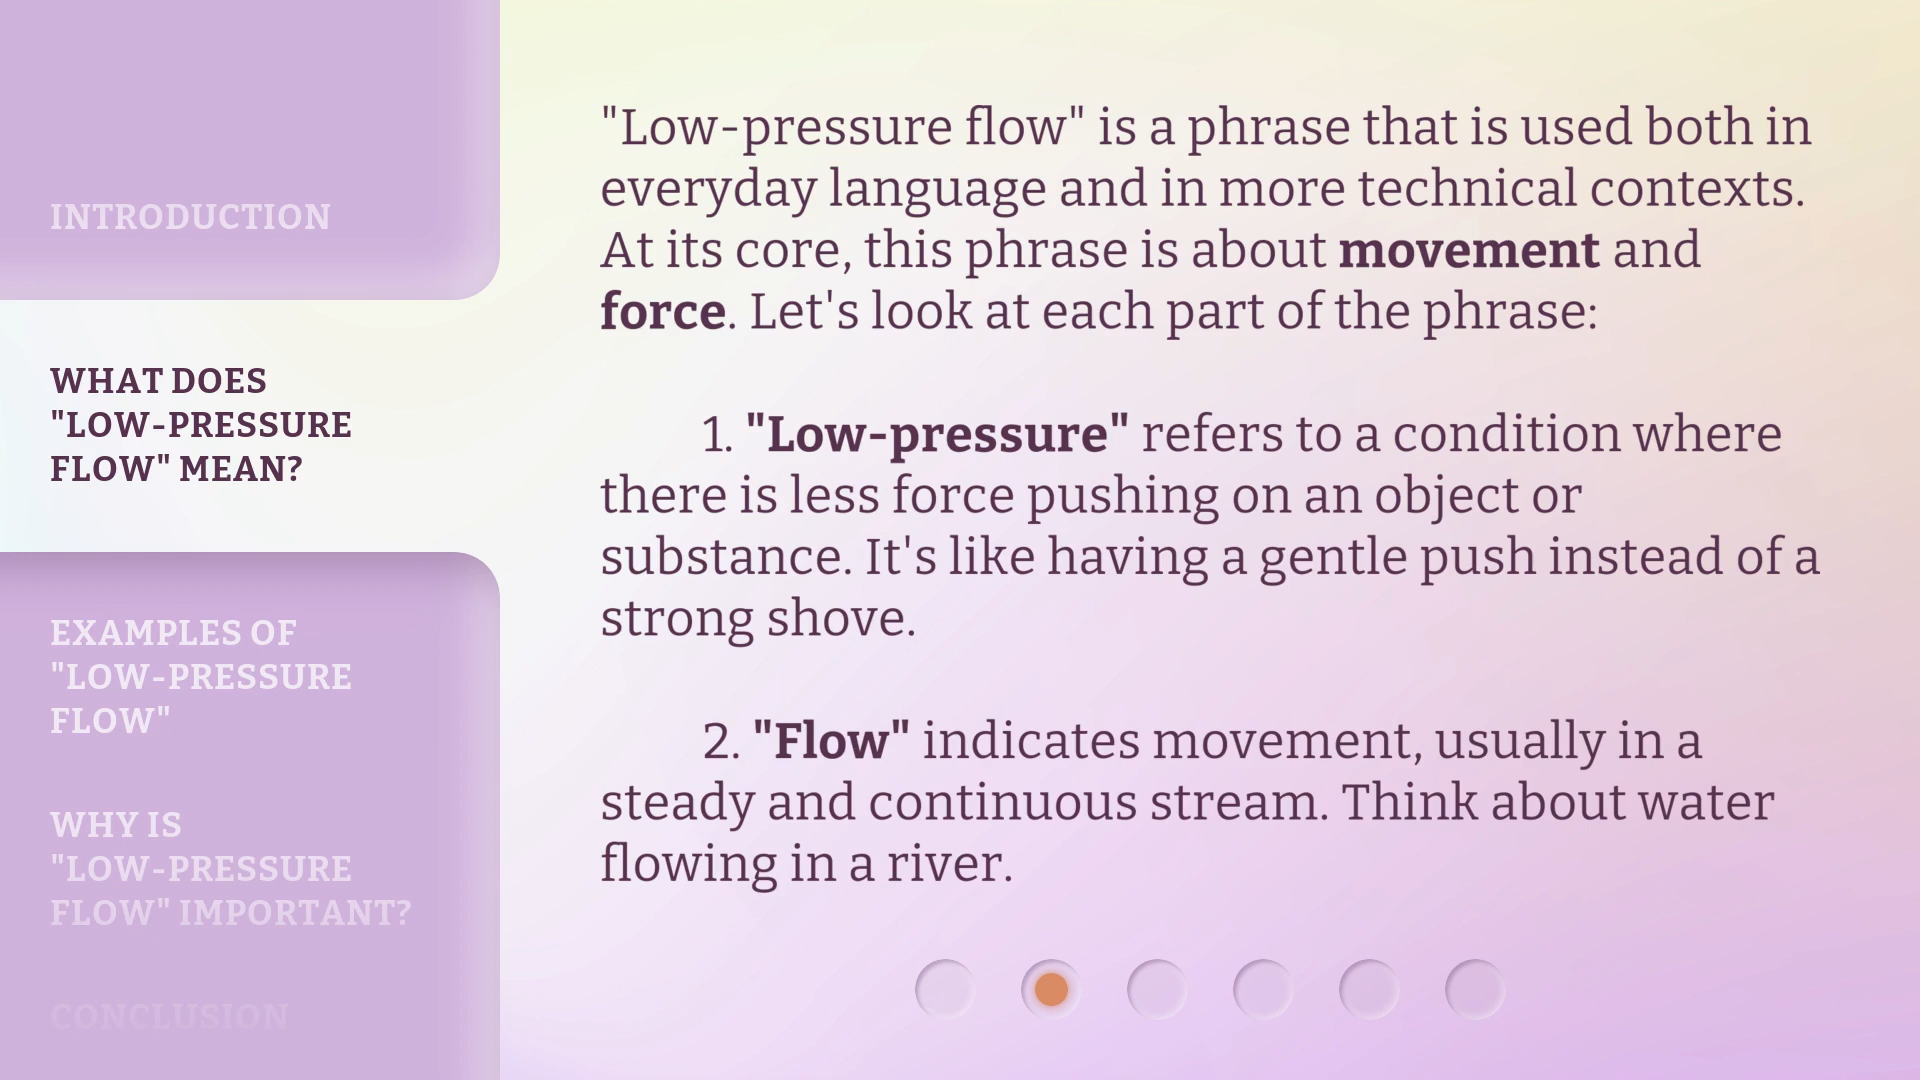 INTRODUCTION
WHAT DOES
"LOW-PRESSURE
FLOW" MEAN?
EXAMPLES OF
"LOW-PRESSURE
FLOW"
WHY IS
"LOW-PRESSURE
FLOW" IMPORTANT?
CONCLUSION
"Low-pressure flow" is a phrase that is used both in
everyday language and in more technical contexts.
At its core, this phrase is about movement and
force. Let's look at each part of the phrase:
1. "Low-pressure" refers to a condition where
there is less force pushing on an object or
substance. It's like having a gentle push instead of a
strong shove.
2. "Flow" indicates movement, usually in a
steady and continuous stream. Think about water
flowing in a river.